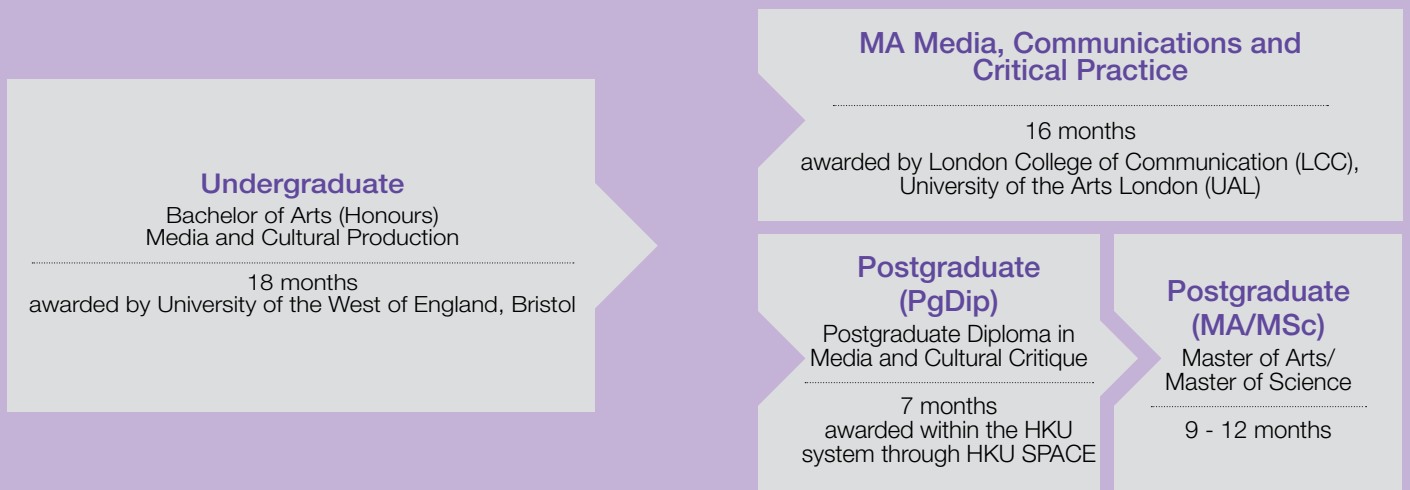 Undergraduate
Bachelor of Arts (Honours)
Media and Cultural Production
18 months
awarded by University of the West of England, Bristol
MA Media, Communications and
Critical Practice
16 months
awarded by London College of Communication (LCC),
University of the Arts London (UAL)
Postgraduate
(PgDip)
Postgraduate Diploma in
Media and Cultural Critique
7 months
awarded within the HKU
system through HKU SPACE
Postgraduate
(MA/MSc)
Master of Arts/
Master of Science
9 - 12 months